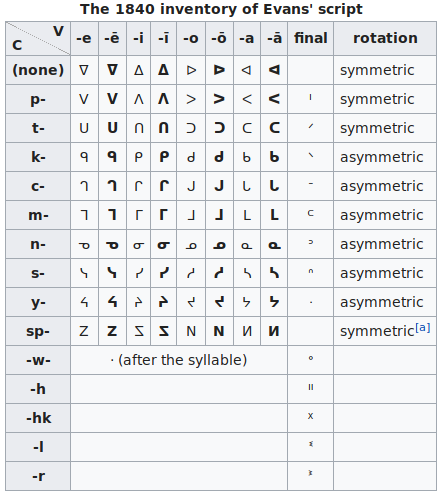 The 1840 inventory of Evans' script
V C -e -ē -i -ī -o -ō -a -ā final rotation
(none) ᐁ ᐁ ᐃ ᐃ ᐅ ᐅ ᐊ ᐊ symmetric
p- ᐯ ᐯ ᐱ ᐱ ᐳ ᐳ ᐸ ᐸ ᑊ symmetric
t- ᑌ ᑌ ᑎ ᑎ ᑐ ᑐ ᑕ ᑕ ᐟ symmetric
k- ᑫ ᑫ ᑭ ᑭ ᑯ ᑯ ᑲ ᑲ ᐠ asymmetric
c- ᒉ ᒉ ᒋ ᒋ ᒍ ᒍ ᒐ ᒐ ᐨ asymmetric
m- ᒣ ᒣ ᒥ ᒥ ᒧ ᒧ ᒪ ᒪ ᒼ asymmetric
n- ᓀ ᓀ ᓂ ᓂ ᓄ ᓄ ᓇ ᓇ ᐣ asymmetric
s- ᓭ ᓭ ᓯ ᓯ ᓱ ᓱ ᓴ ᓴ ᐢ asymmetric
y- ᔦ ᔦ ᔨ ᔨ ᔪ ᔪ ᔭ ᔭ · asymmetric
sp- Z Z Ƨ Ƨ N N И И symmetric[a]
-w- · (after the syllable) ᐤ
-h ᐦ
-hk ᕽ
-l ᔆ
-r